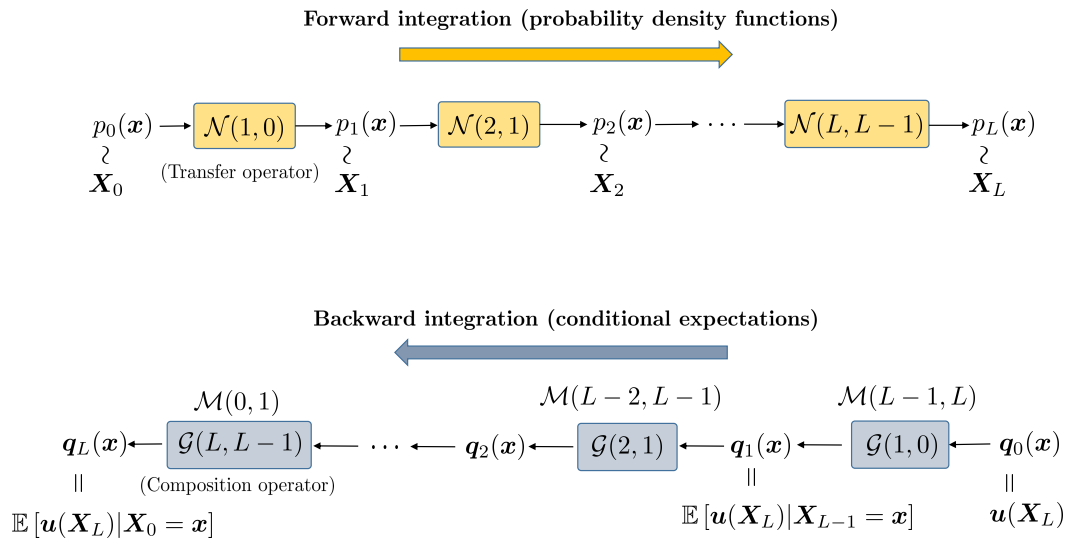 Forward integration (probability density functions)
p₀(x) 𝒩(1, 0) p₁(x) 𝒩(2, 1) p₂(x) ⋯ 𝒩(L, L − 1) p_L(x)
≀ (Transfer operator) ≀ ≀ ≀
X₀ X₁ X₂ X_L
Backward integration (conditional expectations)
ℳ(0, 1) ℳ(L − 2, L − 1) ℳ(L − 1, L)
q_L(x) 𝒢(L, L − 1) ⋯ q₂(x) 𝒢(2, 1) q₁(x) 𝒢(1, 0) q₀(x)
|| (Composition operator) || ||
𝔼 [u(X_L)|X₀ = x] 𝔼 [u(X_L)|X_{L−1} = x] u(X_L)